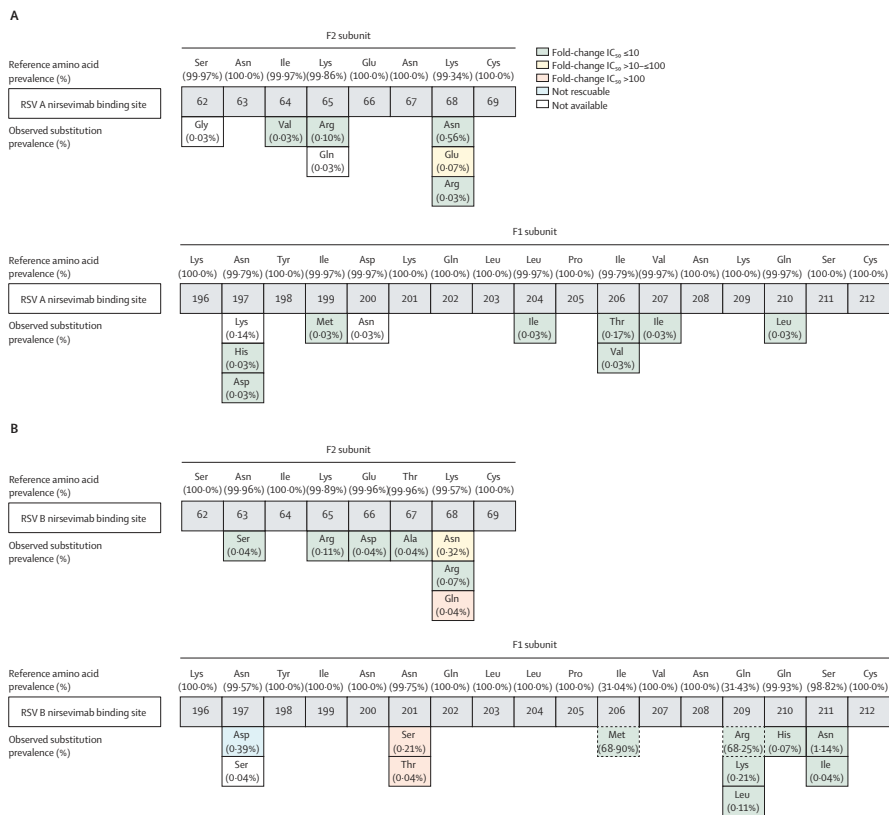 A
F2 subunit
Fold-change IC50 ≤10
Fold-change IC50 >10–≤100
Fold-change IC50 >100
Not rescuable
Not available
Reference amino acid prevalence (%)
Ser (99·97%) Asn (100·0%) Ile (99·97%) Lys (99·86%) Glu (100·0%) Asn (100·0%) Lys (99·34%) Cys (100·0%)
RSV A nirsevimab binding site 62 63 64 65 66 67 68 69
Observed substitution prevalence (%)
Gly (0·03%) Val (0·03%) Arg (0·10%) Asn (0·56%)
Gln (0·03%) Glu (0·07%)
Arg (0·03%)
F1 subunit
Reference amino acid prevalence (%)
Lys (100·0%) Asn (99·79%) Tyr (100·0%) Ile (99·97%) Asp (99·97%) Lys (100·0%) Gln (100·0%) Leu (100·0%) Leu (99·97%) Pro (100·0%) Ile (99·79%) Val (99·97%) Asn (100·0%) Lys (100·0%) Gln (99·97%) Ser (100·0%) Cys (100·0%)
RSV A nirsevimab binding site 196 197 198 199 200 201 202 203 204 205 206 207 208 209 210 211 212
Observed substitution prevalence (%)
Lys (0·14%) Met (0·03%) Asn (0·03%) Ile (0·03%) Thr (0·17%) Ile (0·03%) Leu (0·03%)
His (0·03%) Val (0·03%)
Asp (0·03%)
B
F2 subunit
Reference amino acid prevalence (%)
Ser (100·0%) Asn (99·96%) Ile (100·0%) Lys (99·89%) Glu (99·96%) Thr (99·96%) Lys (99·57%) Cys (100·0%)
RSV B nirsevimab binding site 62 63 64 65 66 67 68 69
Observed substitution prevalence (%)
Ser (0·04%) Arg (0·11%) Asp (0·04%) Ala (0·04%) Asn (0·32%)
Arg (0·07%)
Gln (0·04%)
F1 subunit
Reference amino acid prevalence (%)
Lys (100·0%) Asn (99·57%) Tyr (100·0%) Ile (100·0%) Asn (100·0%) Asn (99·75%) Gln (100·0%) Leu (100·0%) Leu (100·0%) Pro (100·0%) Ile (31·04%) Val (100·0%) Asn (100·0%) Gln (31·43%) Gln (99·93%) Ser (98·82%) Cys (100·0%)
RSV B nirsevimab binding site 196 197 198 199 200 201 202 203 204 205 206 207 208 209 210 211 212
Observed substitution prevalence (%)
Asp (0·39%) Ser (0·21%) Met (68·90%) Arg (68·25%) His (0·07%) Asn (1·14%)
Ser (0·04%) Thr (0·04%) Lys (0·21%) Ile (0·04%)
Leu (0·11%)